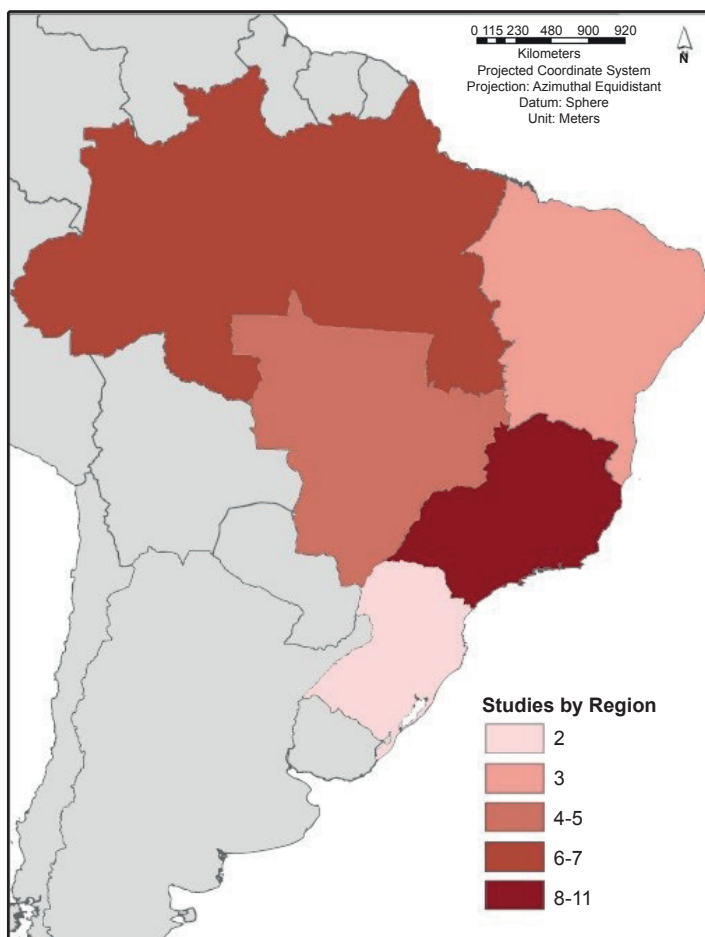 0 115 230 480 900 920
Kilometers
Projected Coordinate System
Projection: Azimuthal Equidistant
Datum: Sphere
Unit: Meters
N
Studies by Region
2
3
4-5
6-7
8-11